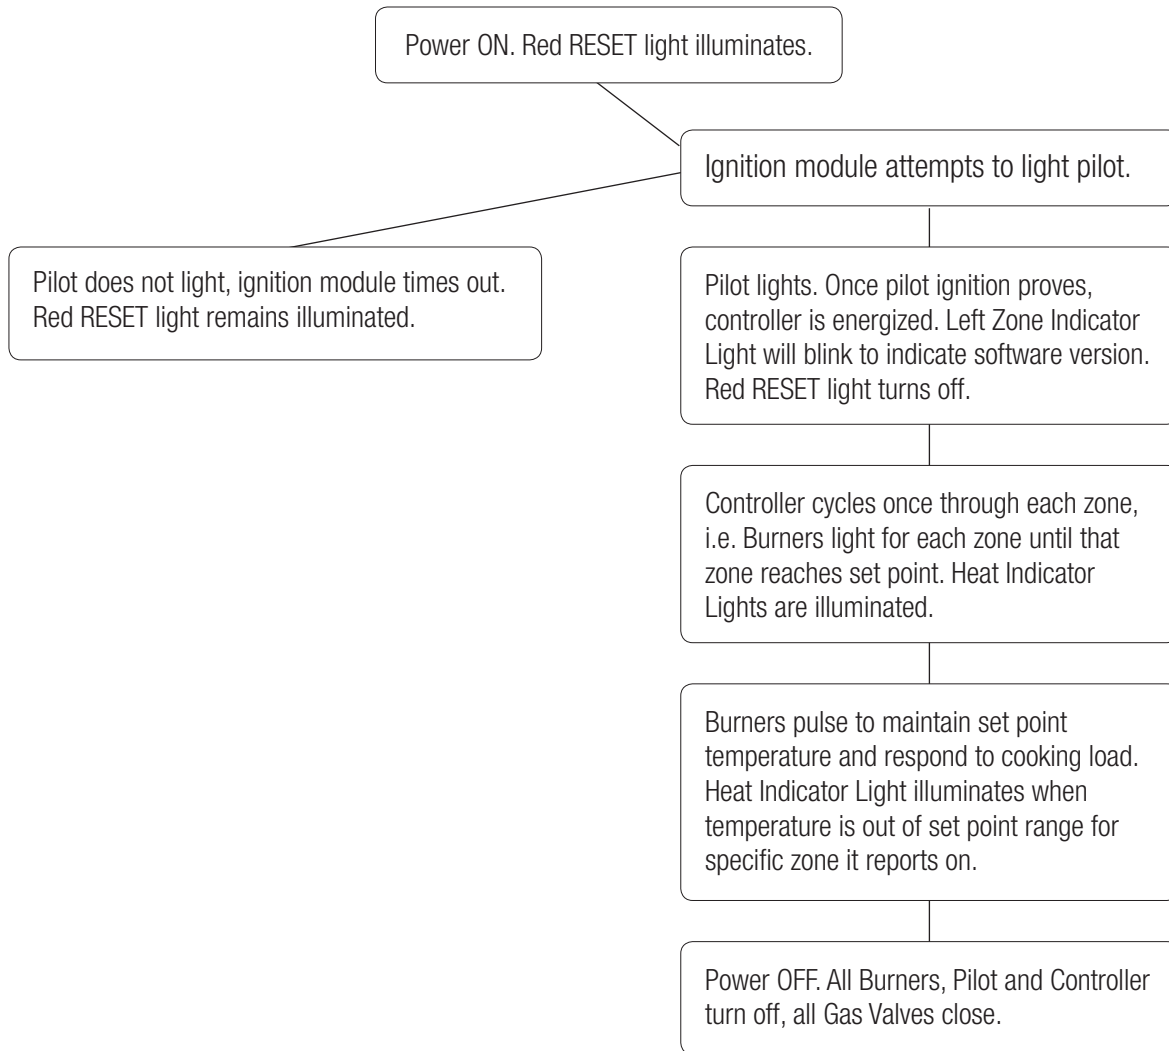 Power ON. Red RESET light illuminates.
Ignition module attempts to light pilot.
Pilot does not light, ignition module times out.
Red RESET light remains illuminated.
Pilot lights. Once pilot ignition proves,
controller is energized. Left Zone Indicator
Light will blink to indicate software version.
Red RESET light turns off.
Controller cycles once through each zone,
i.e. Burners light for each zone until that
zone reaches set point. Heat Indicator
Lights are illuminated.
Burners pulse to maintain set point
temperature and respond to cooking load.
Heat Indicator Light illuminates when
temperature is out of set point range for
specific zone it reports on.
Power OFF. All Burners, Pilot and Controller
turn off, all Gas Valves close.